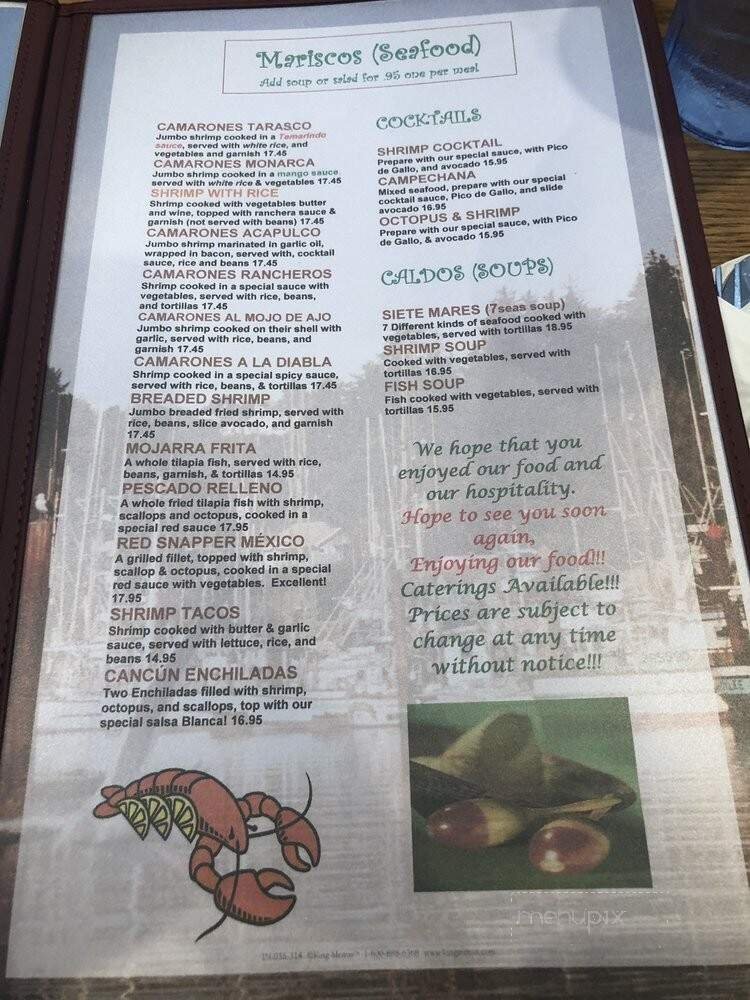 Mariscos (Seafood)
Add soup or salad for .95 one per meal
CAMARONES TARASCO
Jumbo shrimp cooked in a Tamarindo
sauce, served with white rice, and
vegetables and garnish 17.45
CAMARONES MONARCA
Jumbo shrimp cooked in a mango sauce
served with white rice & vegetables 17.45
SHRIMP WITH RICE
Shrimp cooked with vegetables butter
and wine, topped with ranchera sauce &
garnish (not served with beans) 17.45
CAMARONES ACAPULCO
Jumbo shrimp marinated in garlic oil,
wrapped in bacon, served with, cocktail
sauce, rice and beans 17.45
CAMARONES RANCHEROS
Shrimp cooked in a special sauce with
vegetables, served with rice, beans,
and tortillas 17.45
CAMARONES AL MOJO DE AJO
Jumbo shrimp cooked on their shell with
garlic, served with rice, beans, and
garnish 17.45
CAMARONES A LA DIABLA
Shrimp cooked in a special spicy sauce,
served with rice, beans, & tortillas 17.45
BREADED SHRIMP
Jumbo breaded fried shrimp, served with
rice, beans, slice avocado, and garnish
17.45
MOJARRA FRITA
A whole tilapia fish, served with rice,
beans, garnish, & tortillas 14.95
PESCADO RELLENO
A whole fried tilapia fish with shrimp,
scallops and octopus, cooked in a
special red sauce 17.95
RED SNAPPER MÉXICO
A grilled fillet, topped with shrimp,
scallop & octopus, cooked in a special
red sauce with vegetables. Excellent!
17.95
SHRIMP TACOS
Shrimp cooked with butter & garlic
sauce, served with lettuce, rice, and
beans 14.95
CANCÚN ENCHILADAS
Two Enchiladas filled with shrimp,
octopus, and scallops, top with our
special salsa Blanca! 16.95
COCKTAILS
SHRIMP COCKTAIL
Prepare with our special sauce, with Pico
de Gallo, and avocado 15.95
CAMPECHANA
Mixed seafood, prepare with our special
cocktail sauce, Pico de Gallo, and slide
avocado 16.95
OCTOPUS & SHRIMP
Prepare with our special sauce, with Pico
de Gallo, & avocado 15.95
CALDOS (SOUPS)
SIETE MARES (7seas soup)
7 Different kinds of seafood cooked with
vegetables, served with tortillas 18.95
SHRIMP SOUP
Cooked with vegetables, served with
tortillas 16.95
FISH SOUP
Fish cooked with vegetables, served with
tortillas 15.95
We hope that you
enjoyed our food and
our hospitality.
Hope to see you soon
again,
Enjoying our food!!!
Caterings Available!!!
Prices are subject to
change at any time
without notice!!!
menupix